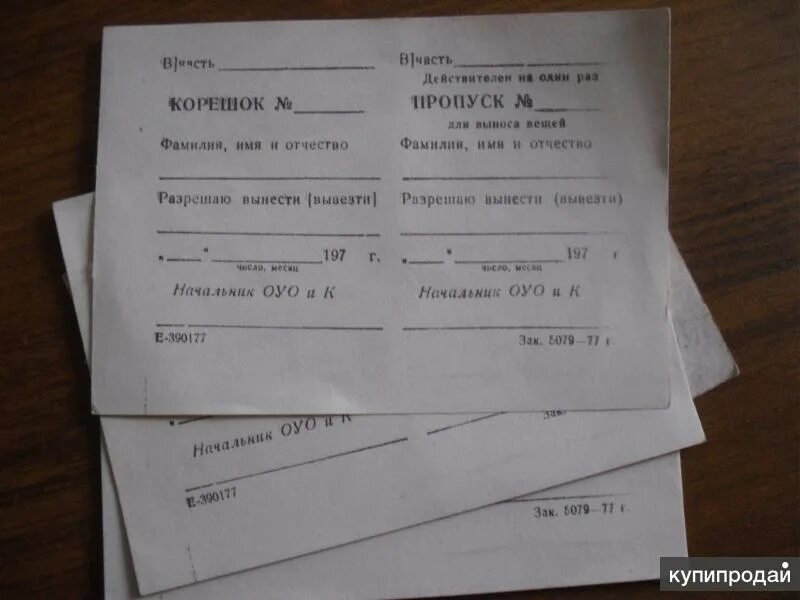 В]часть
КОРЕШОК №
Фамилия, имя и отчество
Разрешаю вынести [вывезти]
„ " 197 г.
число, месяц
Начальник ОУО и К
Е-390177
В]часть
Действителен на один раз
ПРОПУСК №
для выноса вещей
Фамилия, имя и отчество
Разрешаю вынести (вывезти)
„ " 197 г
число, месяц
Начальник ОУО и К
Зак. 5079—77 г.
Начальник ОУО и К
Е-390177
Зак.
Зак. 5079—77 г.
купипродай